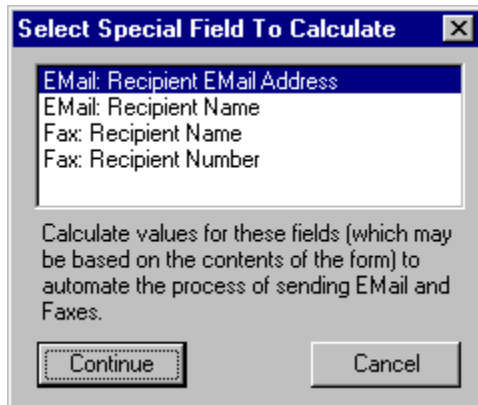 Select Special Field To Calculate
EMail: Recipient EMail Address
EMail: Recipient Name
Fax: Recipient Name
Fax: Recipient Number
Calculate values for these fields (which may
be based on the contents of the form) to
automate the process of sending EMail and
Faxes.
Continue Cancel